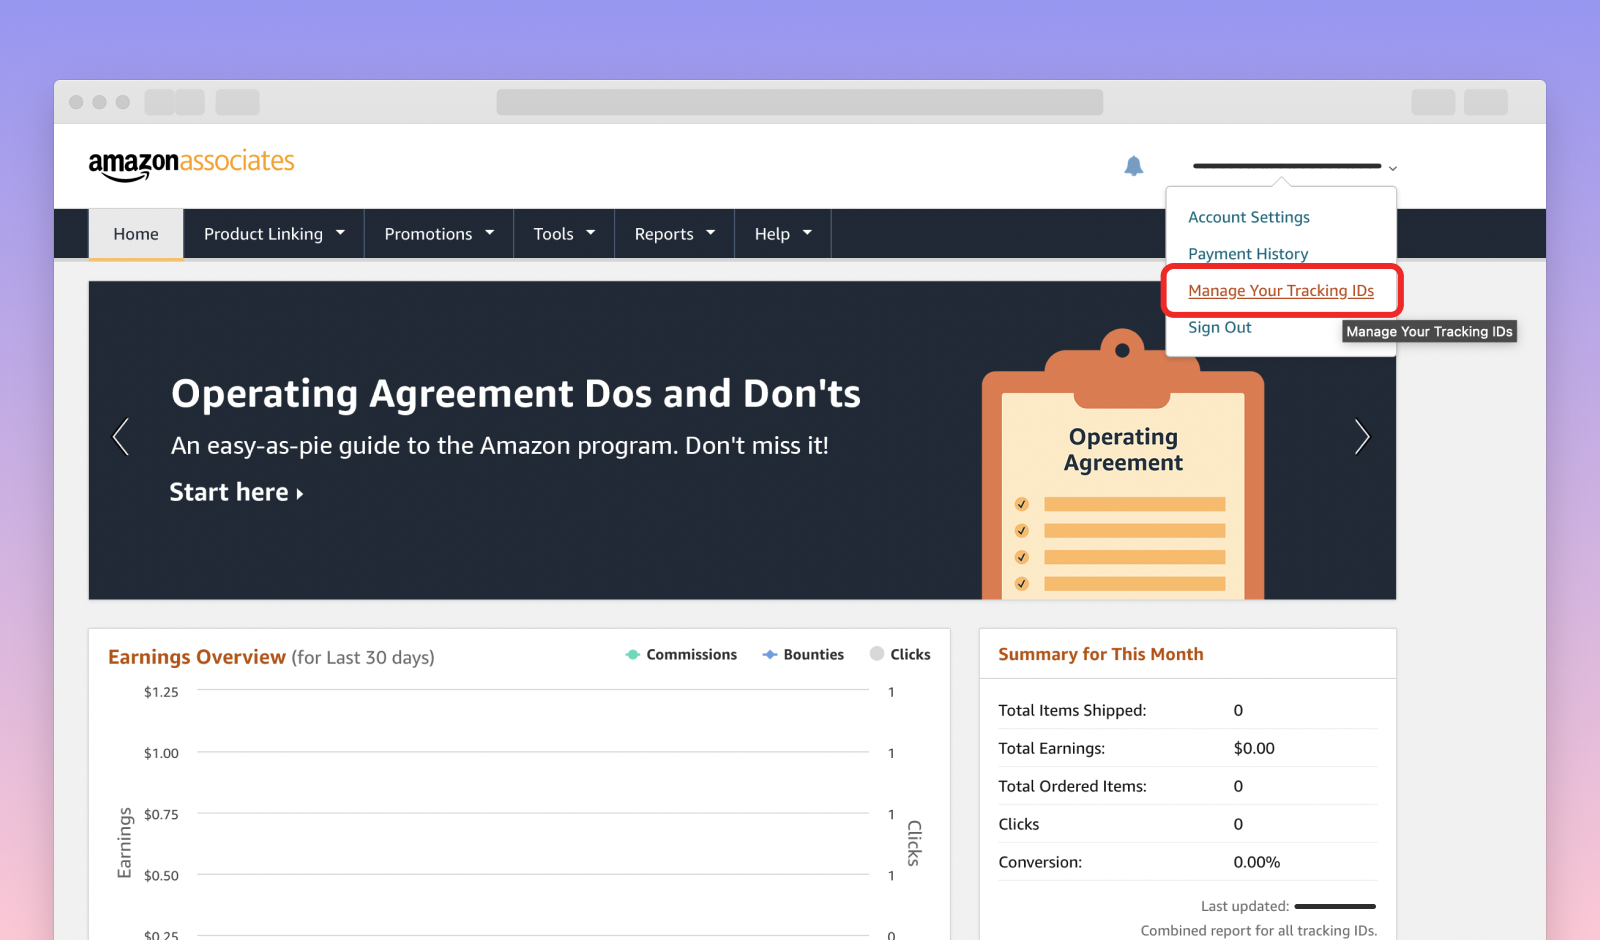 amazonassociates
Account Settings
Payment History
Manage Your Tracking IDs
Sign Out
Manage Your Tracking IDs
Home
Product Linking
Promotions
Tools
Reports
Help
Operating Agreement Dos and Don'ts
An easy-as-pie guide to the Amazon program. Don't miss it!
Start here
Operating
Agreement
Earnings Overview (for Last 30 days)
Commissions
Bounties
Clicks
$1.25
1
$1.00
1
$0.75
1
$0.50
1
$0.25
0
Earnings
Clicks
Summary for This Month
Total Items Shipped: 0
Total Earnings: $0.00
Total Ordered Items: 0
Clicks 0
Conversion: 0.00%
Last updated:
Combined report for all tracking IDs.